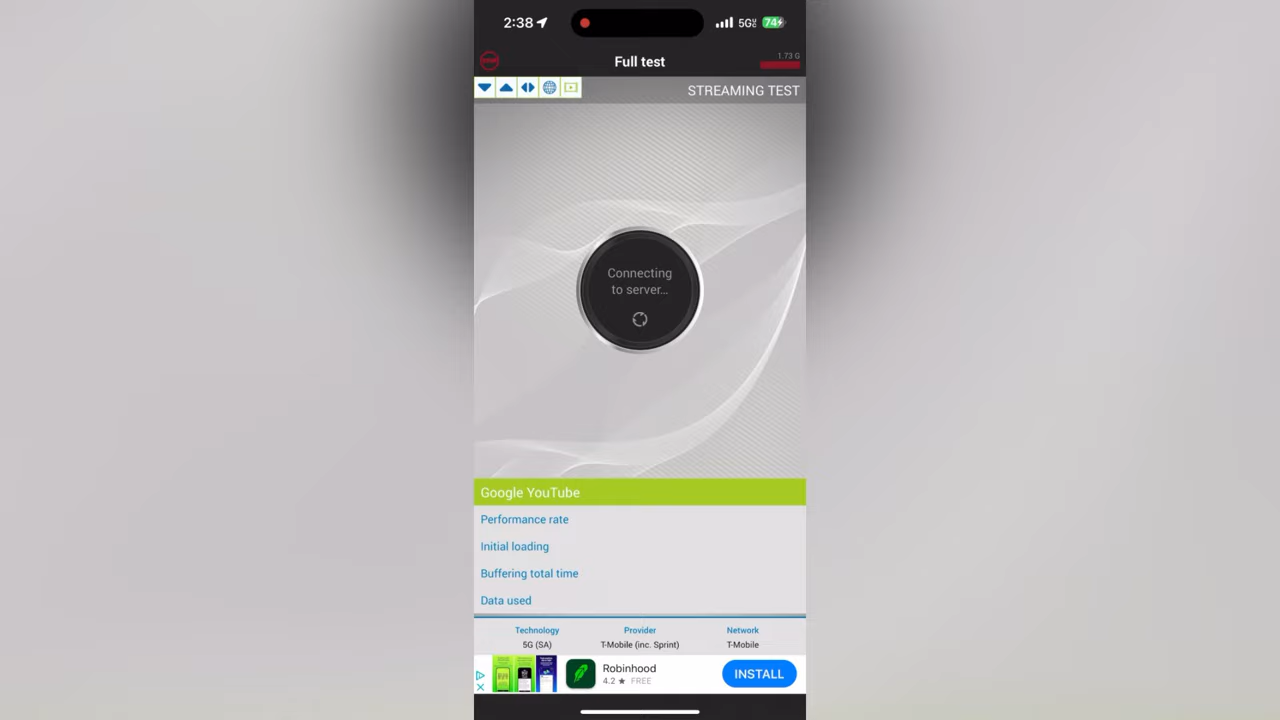 2:38
5G
74
Full test
1.73 G
STREAMING TEST
Connecting
to server...
Google YouTube
Performance rate
Initial loading
Buffering total time
Data used
Technology Provider Network
5G (SA) T-Mobile (inc. Sprint) T-Mobile
Robinhood
4.2 ★ FREE
INSTALL